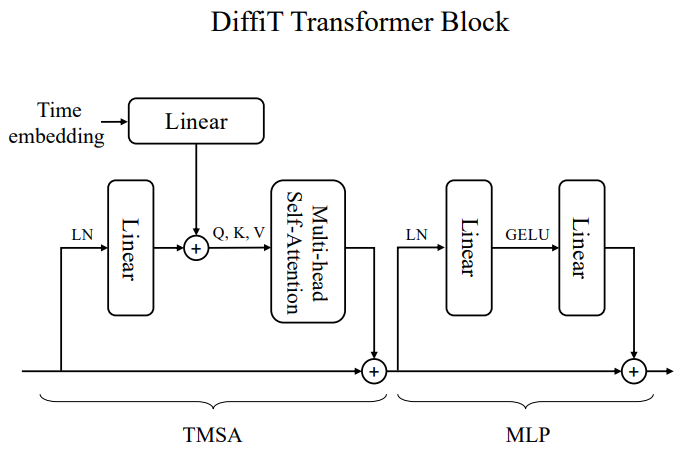 DiffiT Transformer Block
Time
embedding
Linear
LN
Linear
+
Q, K, V
Multi-head
Self-Attention
+
LN
Linear
GELU
Linear
+
TMSA
MLP